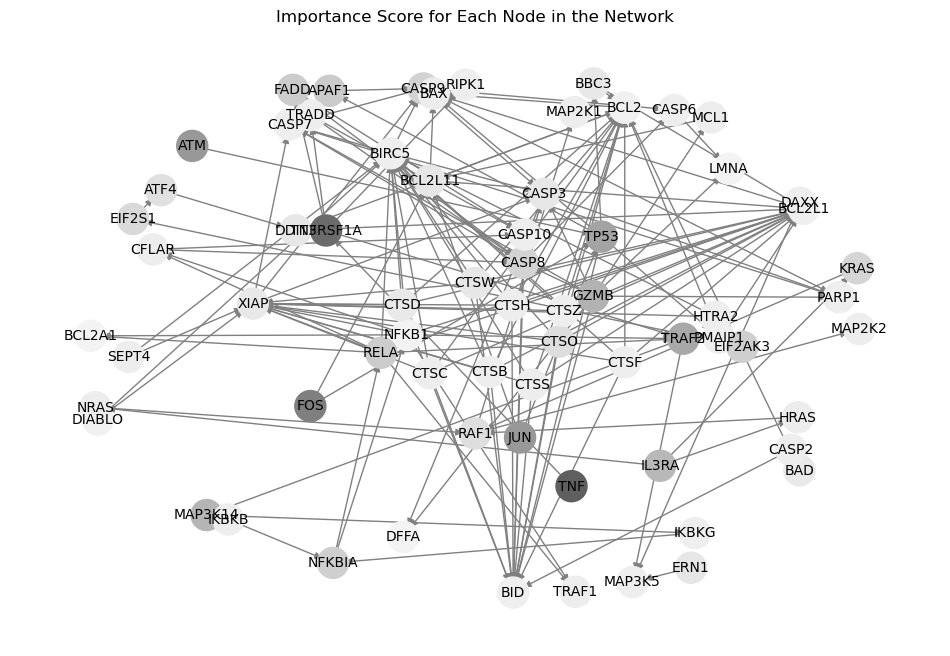 Importance Score for Each Node in the Network
FADD
APAF1
CASP9
BAX
RIPK1
BBC3
TRADD
CASP7
MAP2K1
BCL2
CASP6
MCL1
ATM
BIRC5
LMNA
BCL2L11
ATF4
CASP3
DAXX
BCL2L1
EIF2S1
DDIT3
TNFRSF1A
CASP10
TP53
CFLAR
CASP8
KRAS
CTSW
GZMB
PARP1
XIAP
CTSD
CTSH
CTSZ
HTRA2
BCL2A1
NFKB1
MAP2K2
TRAF2
PMAIP1
SEPT4
RELA
CTSO
EIF2AK3
CTSC
CTSB
CTSF
CTSS
NRAS
FOS
DIABLO
HRAS
RAF1
JUN
CASP2
IL3RA
BAD
TNF
MAP3K14
IKBKB
DFFA
IKBKG
NFKBIA
ERN1
BID
TRAF1
MAP3K5